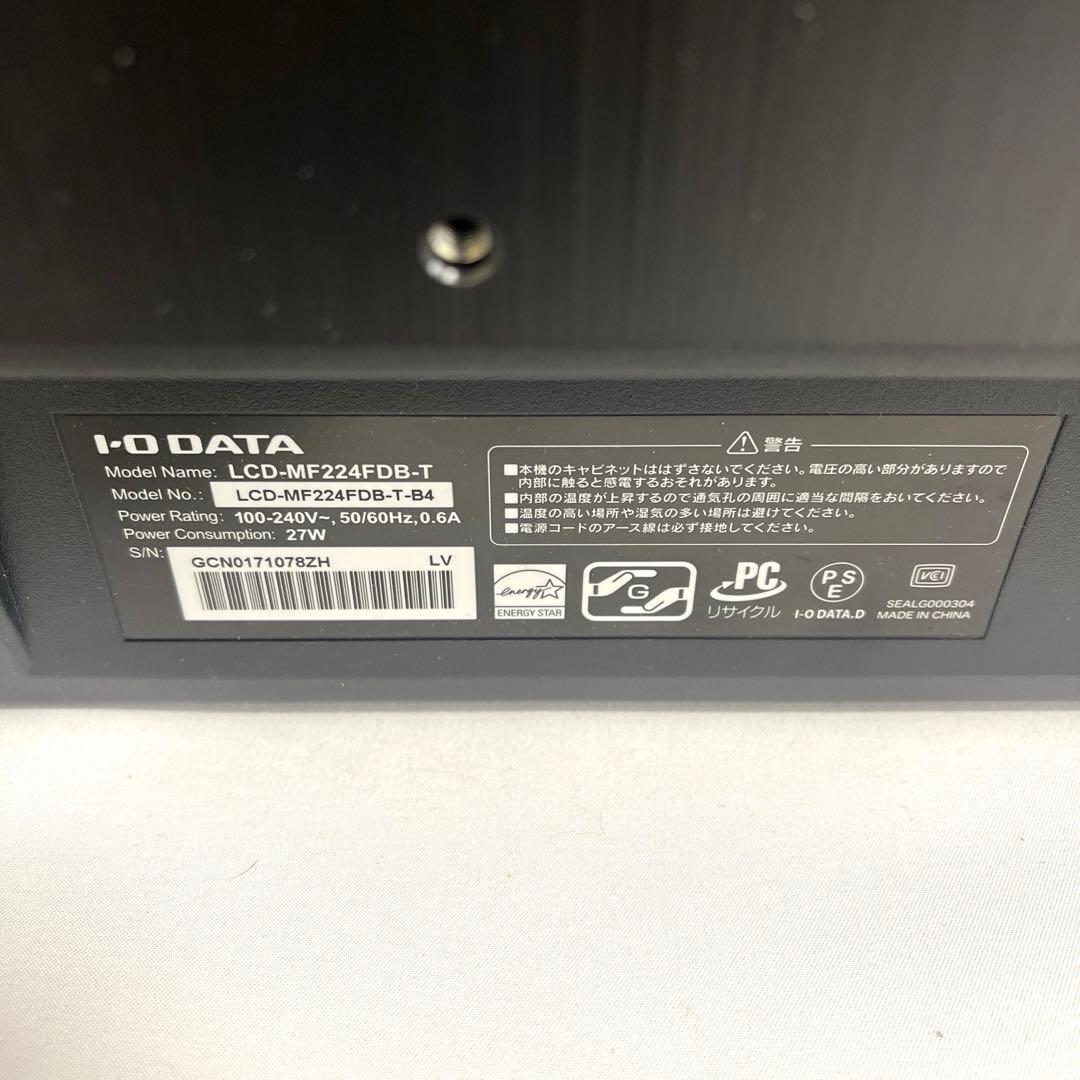 I-O DATA
Model Name: LCD-MF224FDB-T
Model No.: LCD-MF224FDB-T-B4
Power Rating: 100-240V~, 50/60Hz, 0.6A
Power Consumption: 27W
S/N: GCN0171078ZH LV
⚠ 警告
■本機のキャビネットははずさないでください。電圧の高い部分がありますので
内部に触ると感電するおそれがあります。
■内部の温度が上昇するので通気孔の周囲に適当な間隔をおいてください。
■温度の高い場所や湿気の多い場所は避けてください。
■電源コードのアース線は必ず接地してください。
energy
ENERGY STAR
G
PC
リサイクル
PSE
I-O DATA.D
VCI
SEALG000304
MADE IN CHINA